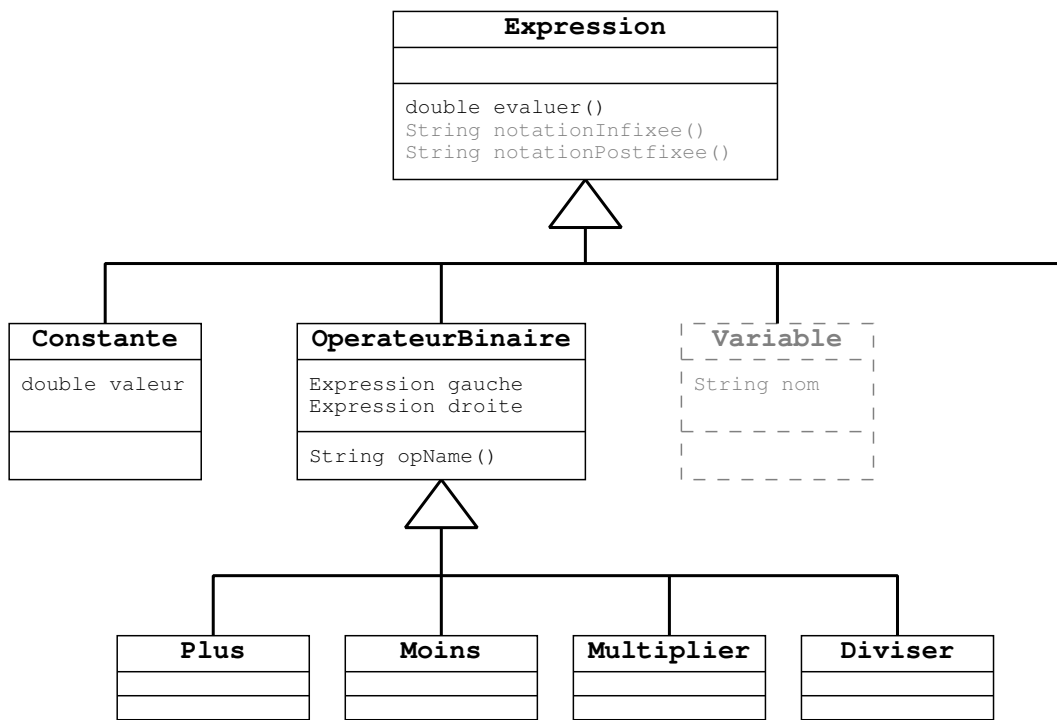 Expression
double evaluer()
String notationInfixee()
String notationPostfixee()
Constante
double valeur
OperateurBinaire
Expression gauche
Expression droite
String opName()
Variable
String nom
Plus
Moins
Multiplier
Diviser